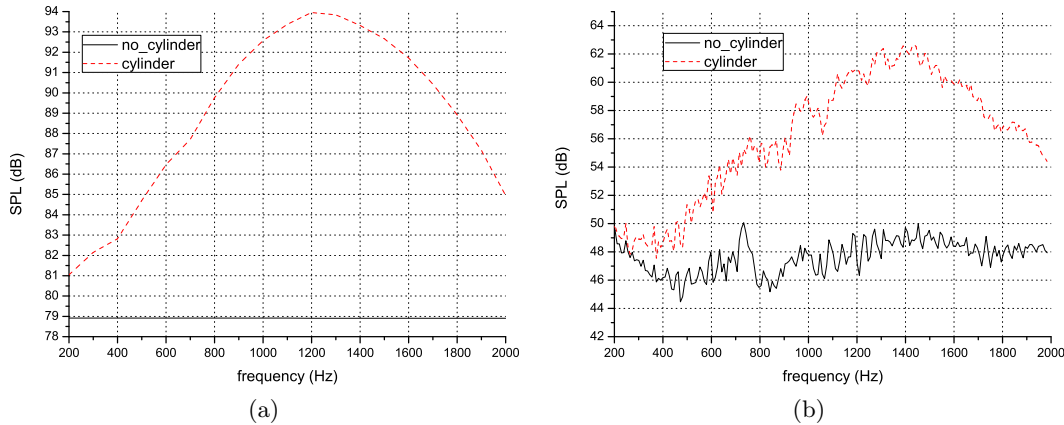 94
93
92
91
90
89
88
87
86
85
84
83
82
81
80
79
78
SPL (dB)
no_cylinder
cylinder
200 400 600 800 1000 1200 1400 1600 1800 2000
frequency (Hz)
(a)
65
64
62
60
58
56
54
52
50
48
46
44
42
SPL (dB)
no_cylinder
cylinder
200 400 600 800 1000 1200 1400 1600 1800 2000
frequency (Hz)
(b)